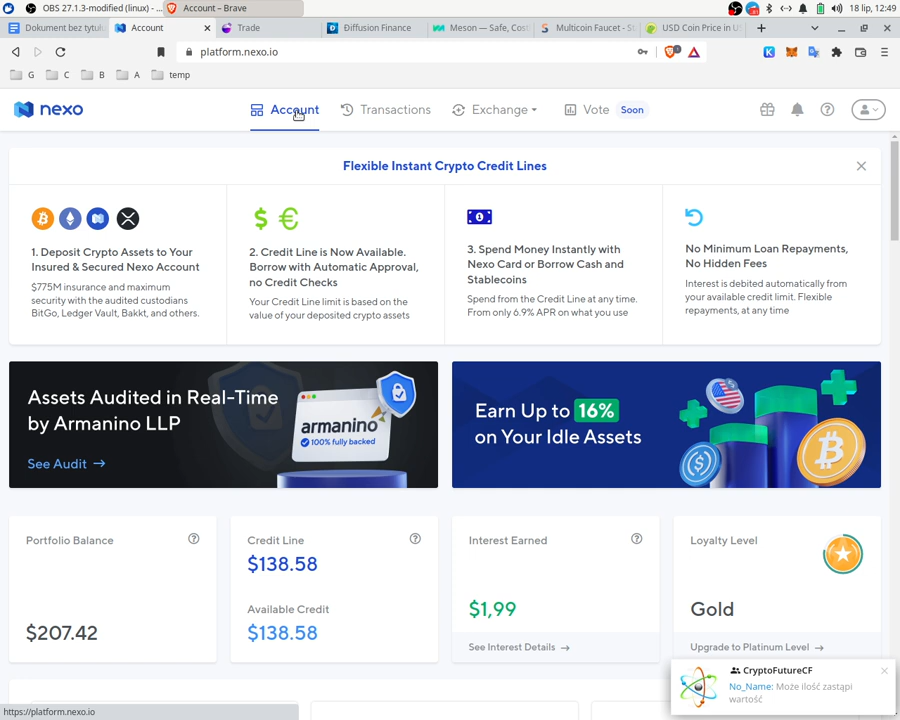 OBS 27.1.3-modified (linux) - ...
Account – Brave
18 lip, 12:49
Dokument bez tytułu
Account
Trade
Diffusion Finance
Meson — Safe, Cost
Multicoin Faucet - St
USD Coin Price in U
platform.nexo.io
G
C
B
A
temp
nexo
Account
Transactions
Exchange
Vote
Soon
Flexible Instant Crypto Credit Lines
1. Deposit Crypto Assets to Your
Insured & Secured Nexo Account
$775M insurance and maximum
security with the audited custodians
BitGo, Ledger Vault, Bakkt, and others.
2. Credit Line is Now Available.
Borrow with Automatic Approval,
no Credit Checks
Your Credit Line limit is based on the
value of your deposited crypto assets
3. Spend Money Instantly with
Nexo Card or Borrow Cash and
Stablecoins
Spend from the Credit Line at any time.
From only 6.9% APR on what you use
No Minimum Loan Repayments,
No Hidden Fees
Interest is debited automatically from
your available credit limit. Flexible
repayments, at any time
Assets Audited in Real-Time
by Armanino LLP
See Audit →
armanino
100% fully backed
Earn Up to 16%
on Your Idle Assets
Portfolio Balance
$207.42
Credit Line
$138.58
Available Credit
$138.58
Interest Earned
$1,99
See Interest Details →
Loyalty Level
Gold
Upgrade to Platinum Level →
CryptoFutureCF
No_Name: Może ilość zastąpi
wartość
https://platform.nexo.io